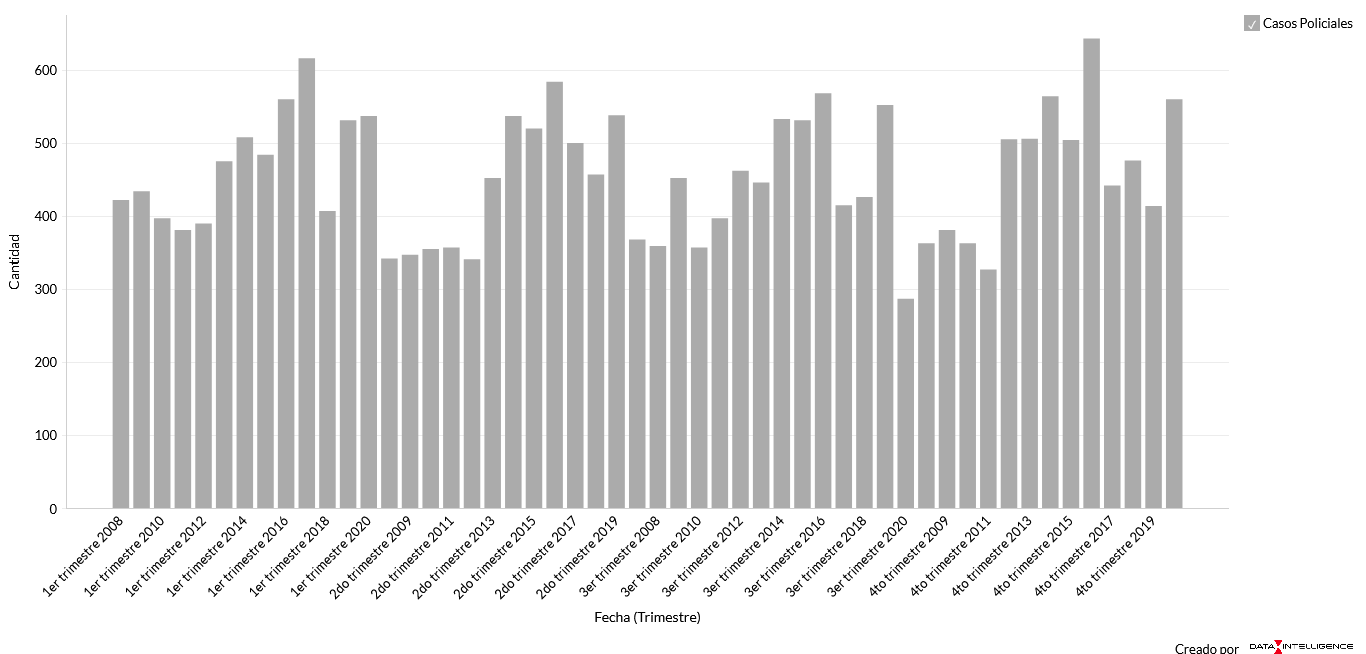 Casos Policiales
600
500
400
300
200
100
0
Cantidad
1er trimestre 2008
1er trimestre 2010
1er trimestre 2012
1er trimestre 2014
1er trimestre 2016
1er trimestre 2018
1er trimestre 2020
2do trimestre 2009
2do trimestre 2011
2do trimestre 2013
2do trimestre 2015
2do trimestre 2017
2do trimestre 2019
3er trimestre 2008
3er trimestre 2010
3er trimestre 2012
3er trimestre 2014
3er trimestre 2016
3er trimestre 2018
3er trimestre 2020
4to trimestre 2009
4to trimestre 2011
4to trimestre 2013
4to trimestre 2015
4to trimestre 2017
4to trimestre 2019
Fecha (Trimestre)
Creado por DATA INTELLIGENCE